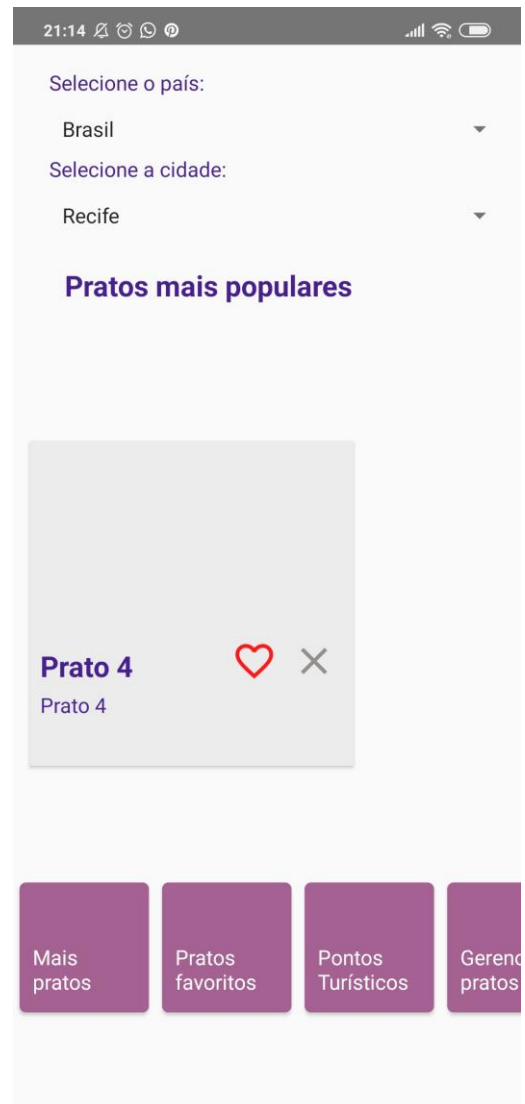 21:14
Selecione o país:
Brasil
Selecione a cidade:
Recife
Pratos mais populares
Prato 4
Prato 4
Mais
pratos
Pratos
favoritos
Pontos
Turísticos
Gerenc
pratos